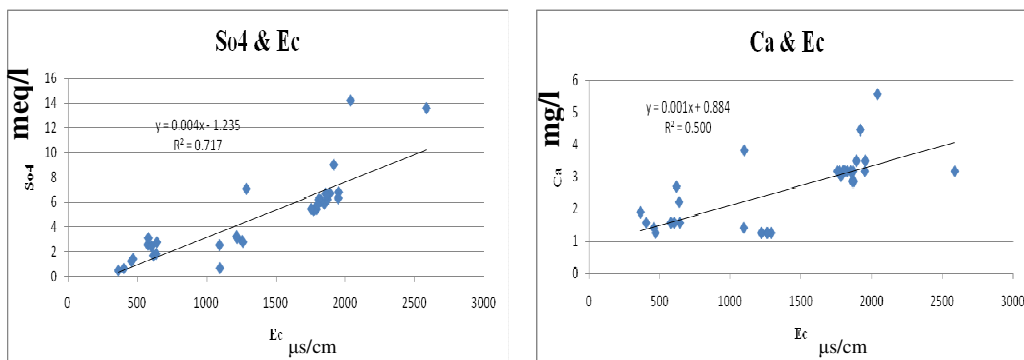 So4 & Ec
meq/l
So4
16
14
12
10
8
6
4
2
0
y = 0.004x - 1.235
R² = 0.717
0 500 1000 1500 2000 2500 3000
Ec
µs/cm
Ca & Ec
mg/l
Ca
6
5
4
3
2
1
0
y = 0.001x + 0.884
R² = 0.500
0 500 1000 1500 2000 2500 3000
Ec
µs/cm